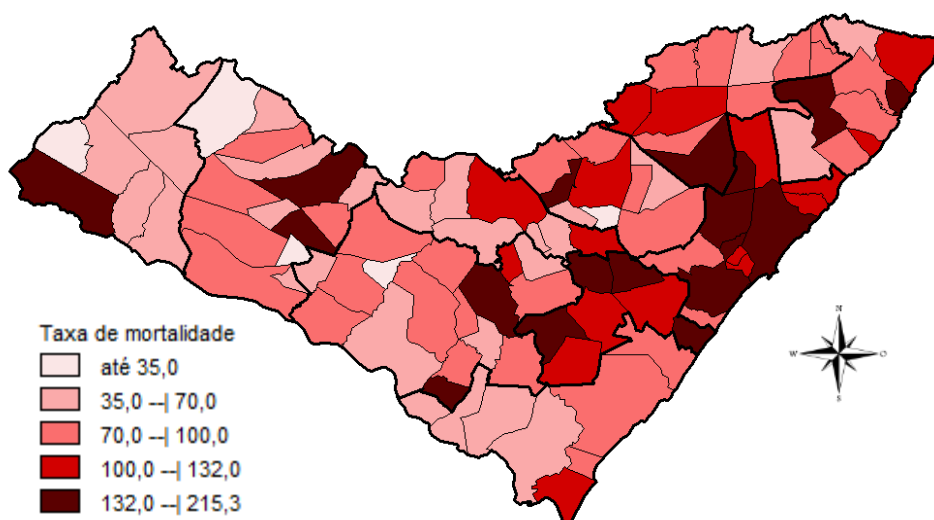 Taxa de mortalidade
até 35,0
35,0 --| 70,0
70,0 --| 100,0
100,0 --| 132,0
132,0 --| 215,3
N
W
O
S